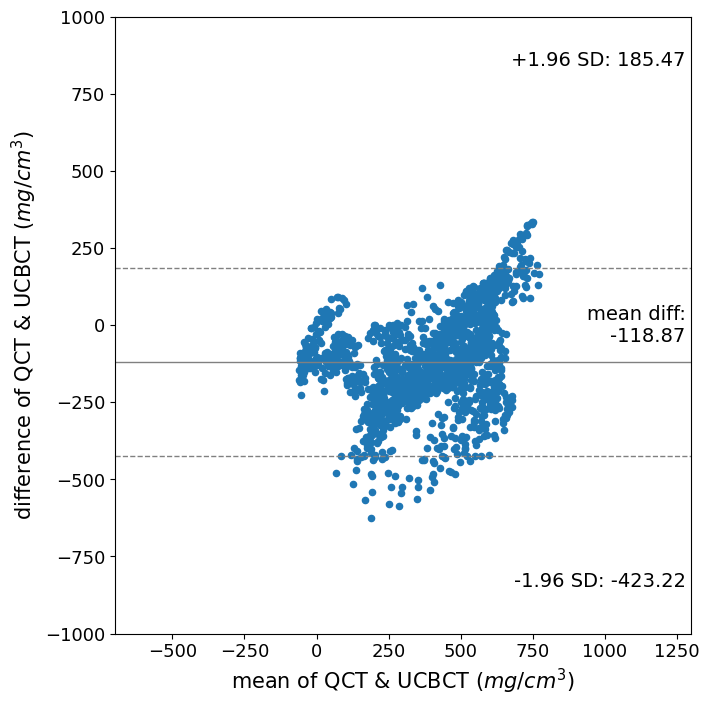 1000
750
500
250
0
−250
−500
−750
−1000
difference of QCT & UCBCT (mg/cm³)
+1.96 SD: 185.47
mean diff:
-118.87
-1.96 SD: -423.22
−500 −250 0 250 500 750 1000 1250
mean of QCT & UCBCT (mg/cm³)